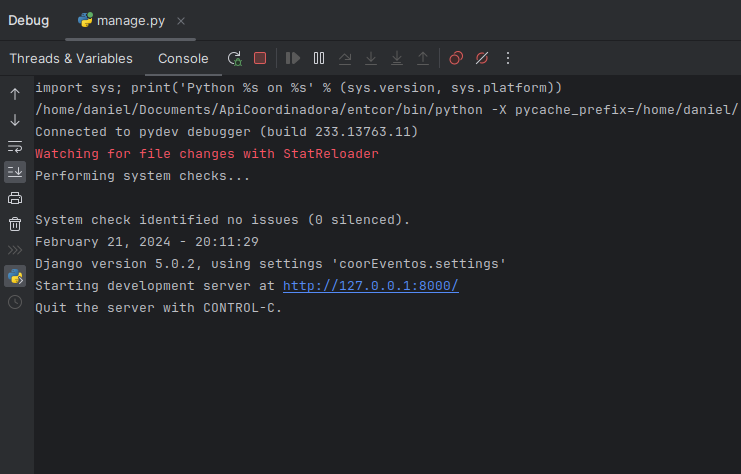 Debug
manage.py
Threads & Variables
Console
import sys; print('Python %s on %s' % (sys.version, sys.platform))
/home/daniel/Documents/ApiCoordinadora/entcor/bin/python -X pycache_prefix=/home/daniel/
Connected to pydev debugger (build 233.13763.11)
Watching for file changes with StatReloader
Performing system checks...
System check identified no issues (0 silenced).
February 21, 2024 - 20:11:29
Django version 5.0.2, using settings 'coorEventos.settings'
Starting development server at http://127.0.0.1:8000/
Quit the server with CONTROL-C.